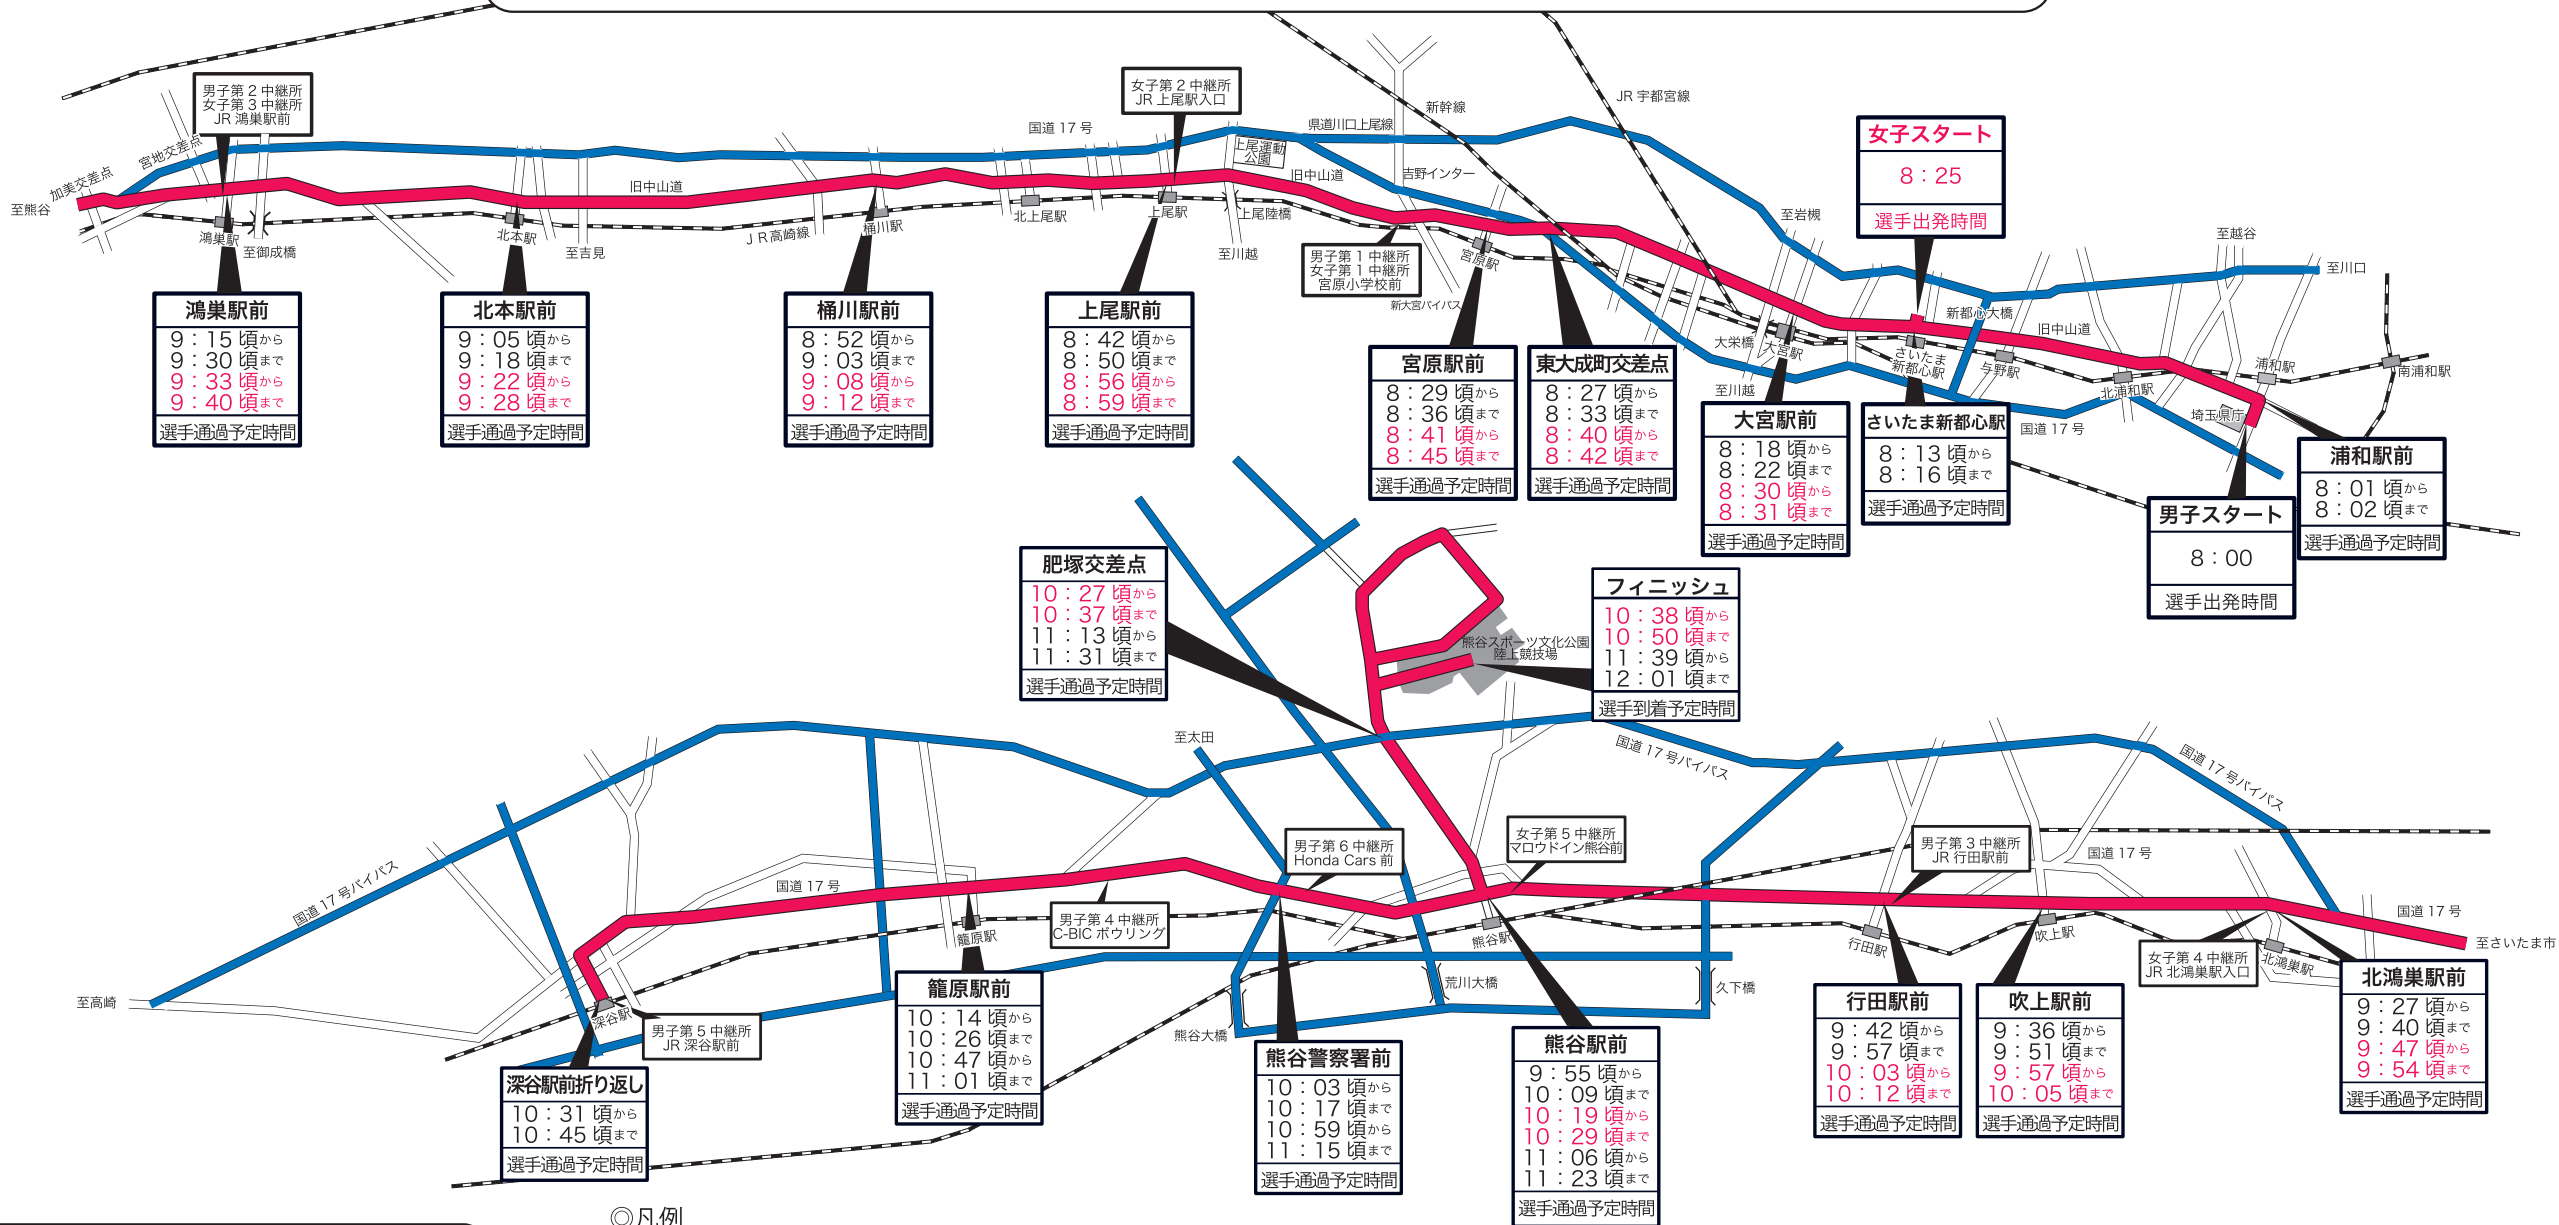 男子第２中継所
女子第３中継所
JR 鴻巣駅前
女子第２中継所
JR 上尾駅入口
国道 17 号
県道川口上尾線
新幹線
JR 宇都宮線
上尾運動
公園
宮地交差点
加美交差点
至熊谷
旧中山道
旧中山道
吉野インター
女子スタート
8：25
選手出発時間
鴻巣駅
至御成橋
北本駅
至吉見
ＪＲ高崎線
桶川駅
北上尾駅
上尾駅
上尾陸橋
至川越
男子第１中継所
女子第１中継所
宮原小学校前
新大宮バイパス
宮原駅
至岩槻
至越谷
至川口
新都心大橋
旧中山道
大栄橋
大宮駅
至川越
さいたま
新都心駅
与野駅
北浦和駅
浦和駅
南浦和駅
埼玉県庁
国道 17 号
鴻巣駅前
9：15 頃から
9：30 頃まで
9：33 頃から
9：40 頃まで
選手通過予定時間
北本駅前
9：05 頃から
9：18 頃まで
9：22 頃から
9：28 頃まで
選手通過予定時間
桶川駅前
8：52 頃から
9：03 頃まで
9：08 頃から
9：12 頃まで
選手通過予定時間
上尾駅前
8：42 頃から
8：50 頃まで
8：56 頃から
8：59 頃まで
選手通過予定時間
宮原駅前
8：29 頃から
8：36 頃まで
8：41 頃から
8：45 頃まで
選手通過予定時間
東大成町交差点
8：27 頃から
8：33 頃まで
8：40 頃から
8：42 頃まで
選手通過予定時間
大宮駅前
8：18 頃から
8：22 頃まで
8：30 頃から
8：31 頃まで
選手通過予定時間
さいたま新都心駅
8：13 頃から
8：16 頃まで
選手通過予定時間
男子スタート
8：00
選手出発時間
浦和駅前
8：01 頃から
8：02 頃まで
選手通過予定時間
肥塚交差点
10：27 頃から
10：37 頃まで
11：13 頃から
11：31 頃まで
選手通過予定時間
フィニッシュ
10：38 頃から
10：50 頃まで
11：39 頃から
12：01 頃まで
選手到着予定時間
熊谷スポーツ文化公園
陸上競技場
至太田
国道 17 号バイパス
国道 17 号バイパス
国道 17 号バイパス
男子第６中継所
Honda Cars 前
女子第５中継所
マロウドイン熊谷前
男子第３中継所
JR 行田駅前
国道 17 号
国道 17 号
国道 17 号
男子第４中継所
C-BIC ボウリング
籠原駅
熊谷駅
行田駅
吹上駅
女子第４中継所
JR 北鴻巣駅入口
北鴻巣駅
至さいたま市
至高崎
深谷駅
男子第５中継所
JR 深谷駅前
熊谷大橋
荒川大橋
久下橋
深谷駅前折り返し
10：31 頃から
10：45 頃まで
選手通過予定時間
籠原駅前
10：14 頃から
10：26 頃まで
10：47 頃から
11：01 頃まで
選手通過予定時間
熊谷警察署前
10：03 頃から
10：17 頃まで
10：59 頃から
11：15 頃まで
選手通過予定時間
熊谷駅前
9：55 頃から
10：09 頃まで
10：19 頃から
10：29 頃まで
11：06 頃から
11：23 頃まで
選手通過予定時間
行田駅前
9：42 頃から
9：57 頃まで
10：03 頃から
10：12 頃まで
選手通過予定時間
吹上駅前
9：36 頃から
9：51 頃まで
9：57 頃から
10：05 頃まで
選手通過予定時間
北鴻巣駅前
9：27 頃から
9：40 頃まで
9：47 頃から
9：54 頃まで
選手通過予定時間
◎凡例